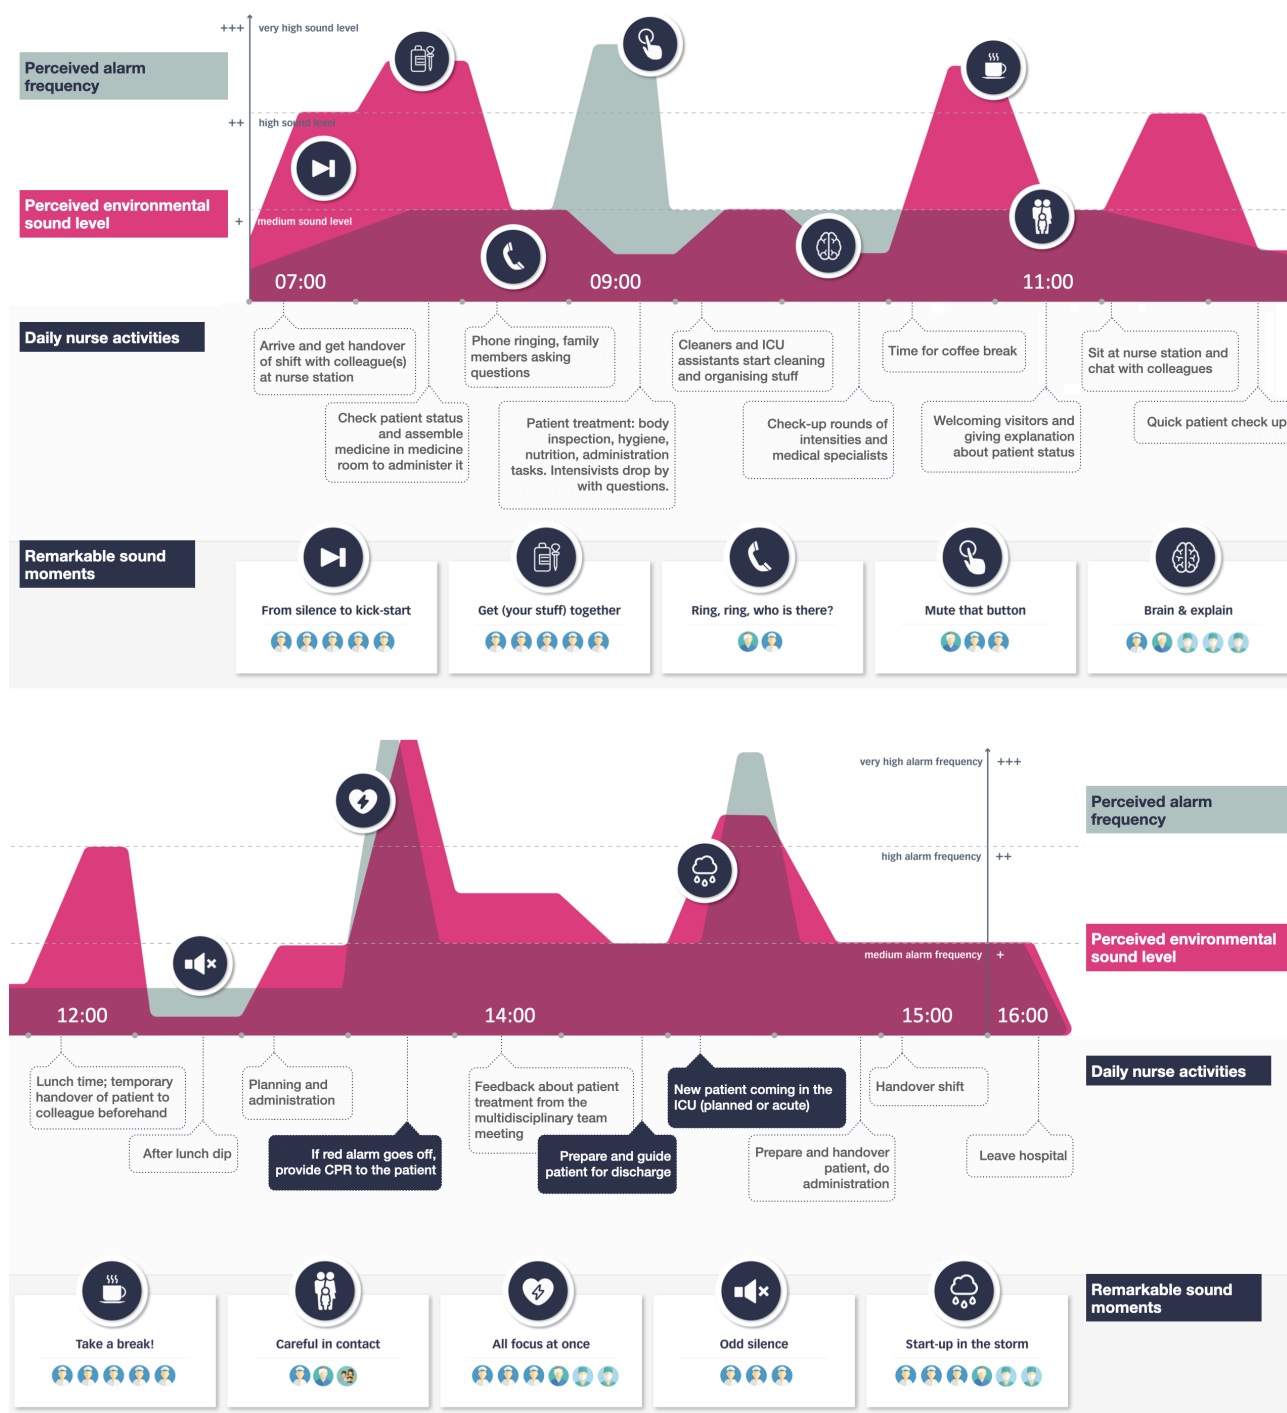 +++ very high sound level
Perceived alarm
frequency
++ high sound level
Perceived environmental
sound level
+ medium sound level
07:00
09:00
11:00
Daily nurse activities
Arrive and get handover
of shift with colleague(s)
at nurse station
Check patient status
and assemble
medicine in medicine
room to administer it
Phone ringing, family
members asking
questions
Patient treatment: body
inspection, hygiene,
nutrition, administration
tasks. Intensivists drop by
with questions.
Cleaners and ICU
assistants start cleaning
and organising stuff
Check-up rounds of
intensities and
medical specialists
Time for coffee break
Welcoming visitors and
giving explanation
about patient status
Sit at nurse station and
chat with colleagues
Quick patient check up
Remarkable sound
moments
From silence to kick-start
Get (your stuff) together
Ring, ring, who is there?
Mute that button
Brain & explain
very high alarm frequency +++
Perceived alarm
frequency
high alarm frequency ++
Perceived environmental
sound level
medium alarm frequency +
12:00
14:00
15:00
16:00
Daily nurse activities
Lunch time; temporary
handover of patient to
colleague beforehand
After lunch dip
Planning and
administration
If red alarm goes off,
provide CPR to the patient
Feedback about patient
treatment from the
multidisciplinary team
meeting
Prepare and guide
patient for discharge
New patient coming in the
ICU (planned or acute)
Prepare and handover
patient, do
administration
Handover shift
Leave hospital
Remarkable sound
moments
Take a break!
Careful in contact
All focus at once
Odd silence
Start-up in the storm